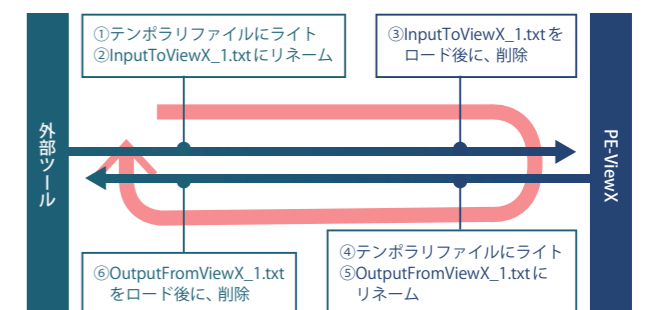 ①テンポラリファイルにライト
②InputToViewX_1.txtにリネーム
③InputToViewX_1.txtを
ロード後に、削除
外部ツール
PE-ViewX
④テンポラリファイルにライト
⑤OutputFromViewX_1.txtに
リネーム
⑥OutputFromViewX_1.txt
をロード後に、削除